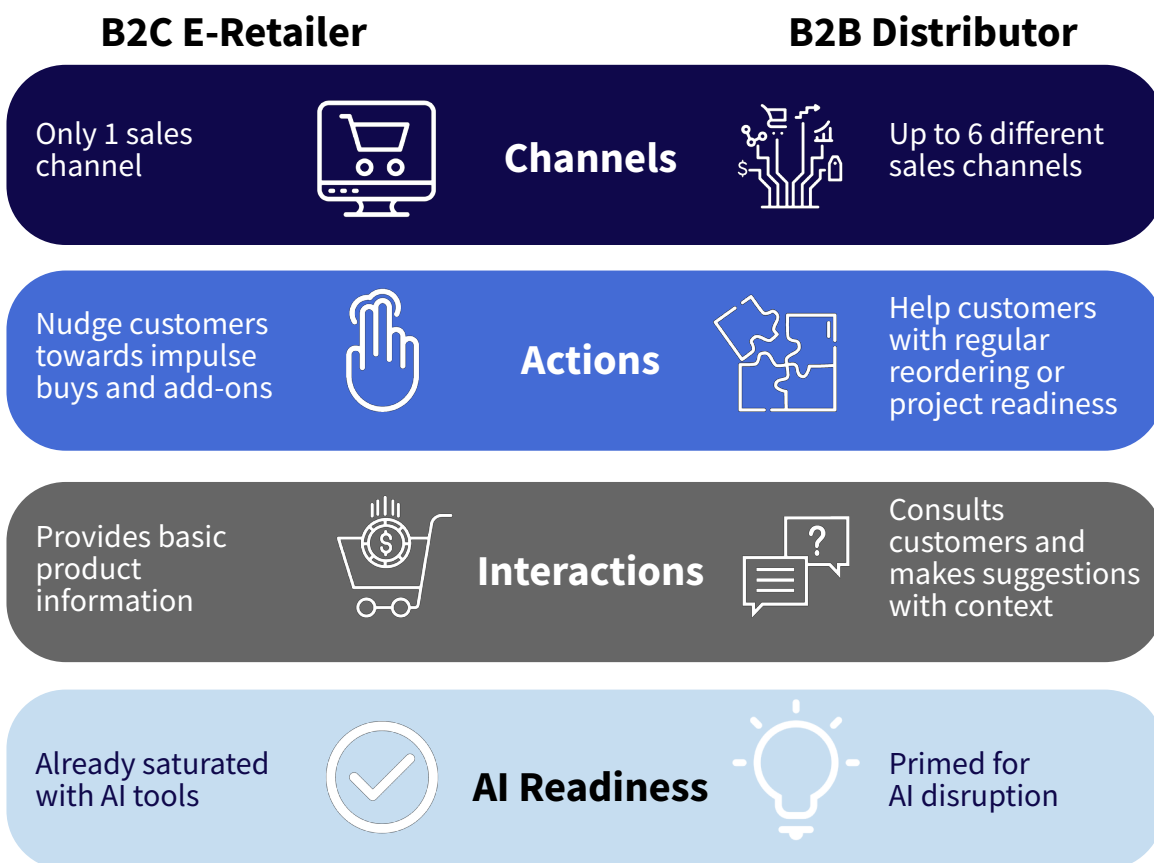 B2C E-Retailer
B2B Distributor
Only 1 sales
channel
Channels
$
Up to 6 different
sales channels
Nudge customers
towards impulse
buys and add-ons
Actions
Help customers
with regular
reordering or
project readiness
Provides basic
product
information
$
Interactions
?
Consults
customers and
makes suggestions
with context
Already saturated
with AI tools
AI Readiness
Primed for
AI disruption